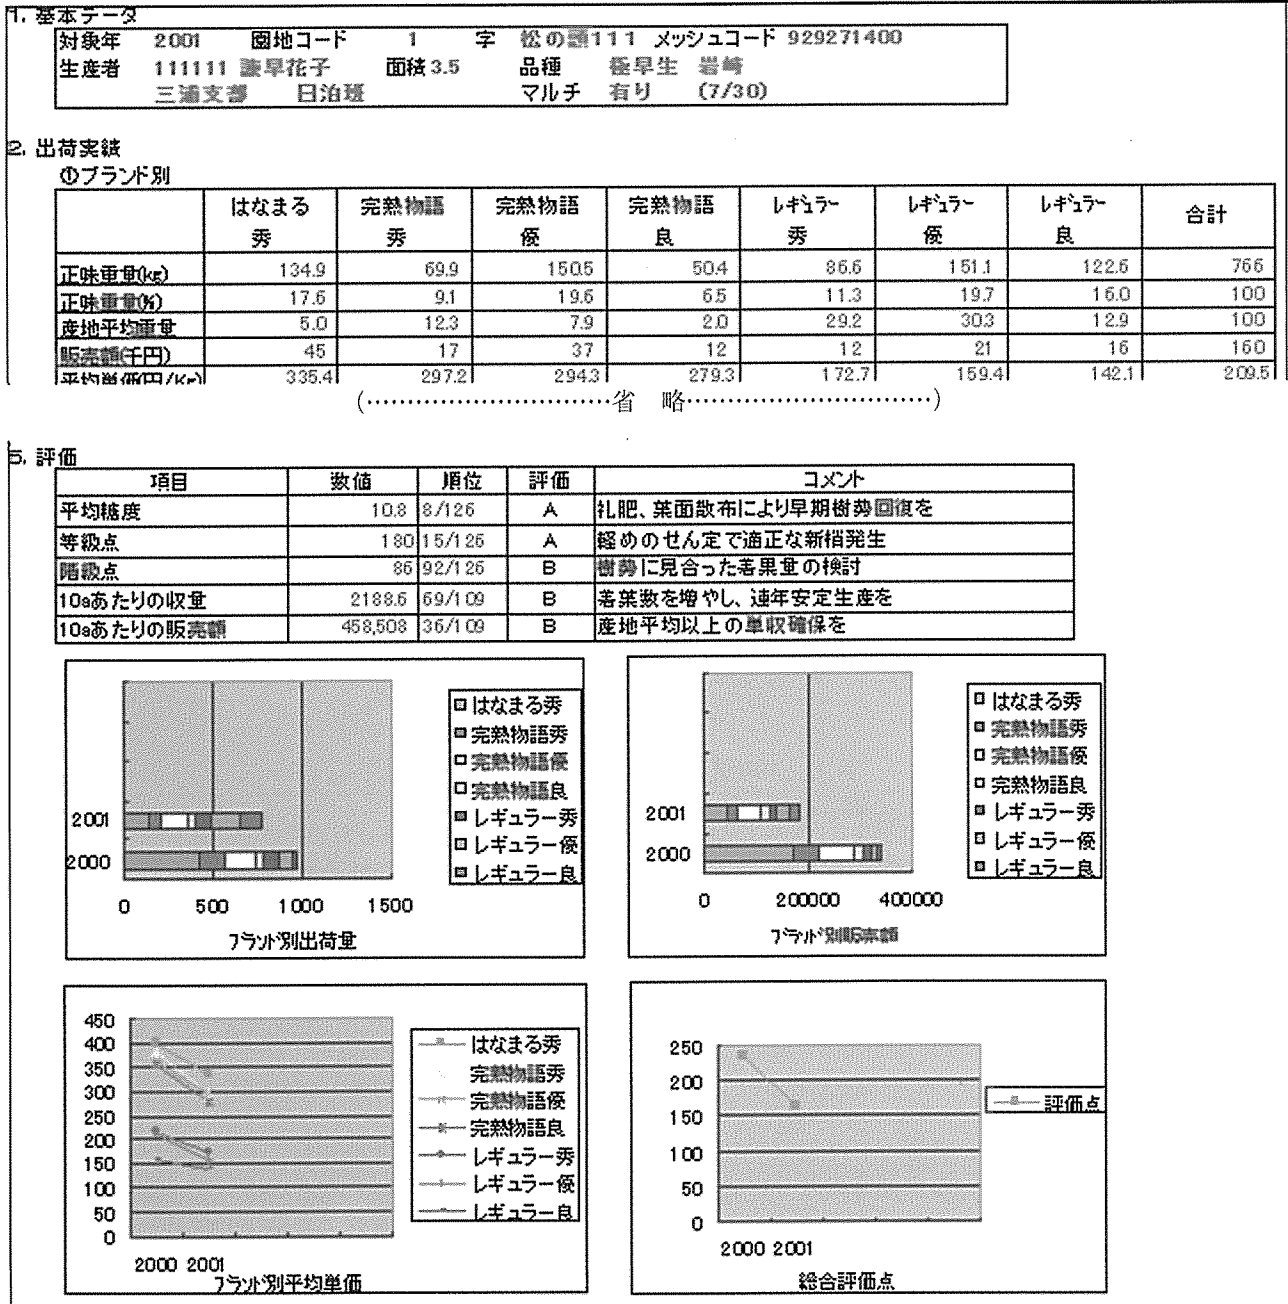 1. 基本データ
対象年 2001 園地コード 1 字 松の頭111 メッシュコード 929271400
生産者 111111 諫早花子 面積 3.5 品種 極早生 岩崎
三浦支部 日泊班 マルチ 有り (7/30)
2. 出荷実績
①ブランド別
はなまる 完熟物語 完熟物語 完熟物語 レギュラー レギュラー レギュラー 合計
秀 秀 優 良 秀 優 良
正味重量(kg) 134.9 69.9 150.5 50.4 86.6 151.1 122.6 766
正味重量(%) 17.6 9.1 19.6 6.5 11.3 19.7 16.0 100
産地平均重量 5.0 12.3 7.9 2.0 29.2 30.3 12.9 100
販売額(千円) 45 17 37 12 12 21 16 160
平均単価(円/Kg) 335.4 297.2 294.3 279.3 172.7 159.4 142.1 209.5
(…………………………省　略…………………………)
5. 評価
項目 数値 順位 評価 コメント
平均糖度 10.8 8/126 A 礼肥、葉面散布により早期樹勢回復を
等級点 180 15/126 A 軽めのせん定で適正な新梢発生
階級点 86 92/126 B 樹勢に見合った着果量の検討
10aあたりの収量 2188.6 69/109 B 着葉数を増やし、連年安定生産を
10aあたりの販売額 458,508 36/109 B 産地平均以上の単収確保を
2001
2000
0 500 1000 1500
ブランド別出荷量
はなまる秀
完熟物語秀
完熟物語優
完熟物語良
レギュラー秀
レギュラー優
レギュラー良
2001
2000
0 200000 400000
ブランド別販売額
はなまる秀
完熟物語秀
完熟物語優
完熟物語良
レギュラー秀
レギュラー優
レギュラー良
450
400
350
300
250
200
150
100
50
0
2000 2001
ブランド別平均単価
はなまる秀
完熟物語秀
完熟物語優
完熟物語良
レギュラー秀
レギュラー優
レギュラー良
250
200
150
100
50
0
2000 2001
総合評価点
評価点